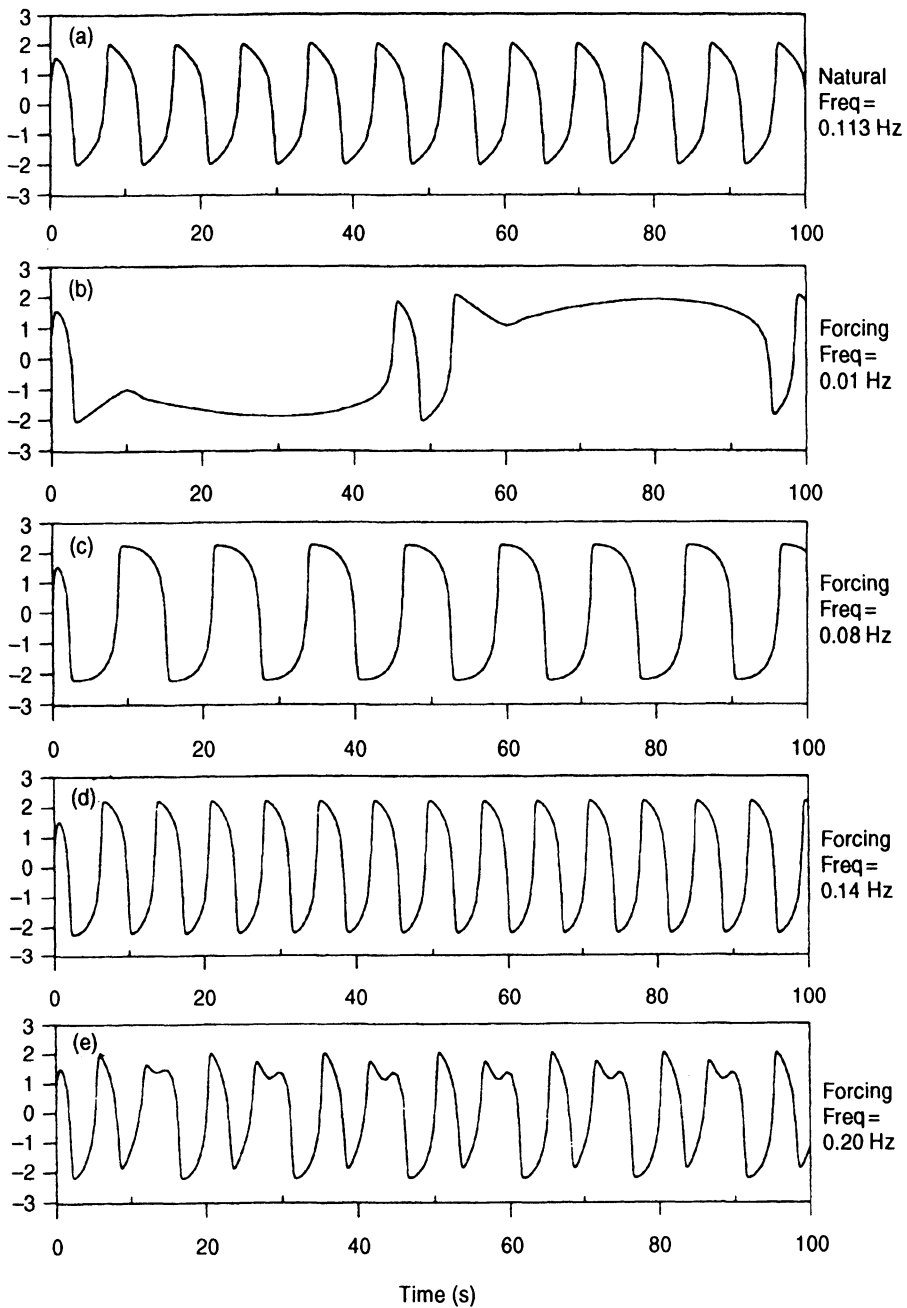 3
(a)
2
1
0
−1
−2
−3
0 20 40 60 80 100
Natural
Freq=
0.113 Hz
3
(b)
2
1
0
−1
−2
−3
0 20 40 60 80 100
Forcing
Freq=
0.01 Hz
3
(c)
2
1
0
−1
−2
−3
0 20 40 60 80 100
Forcing
Freq=
0.08 Hz
3
(d)
2
1
0
−1
−2
−3
0 20 40 60 80 100
Forcing
Freq=
0.14 Hz
3
(e)
2
1
0
−1
−2
−3
0 20 40 60 80 100
Forcing
Freq=
0.20 Hz
Time (s)